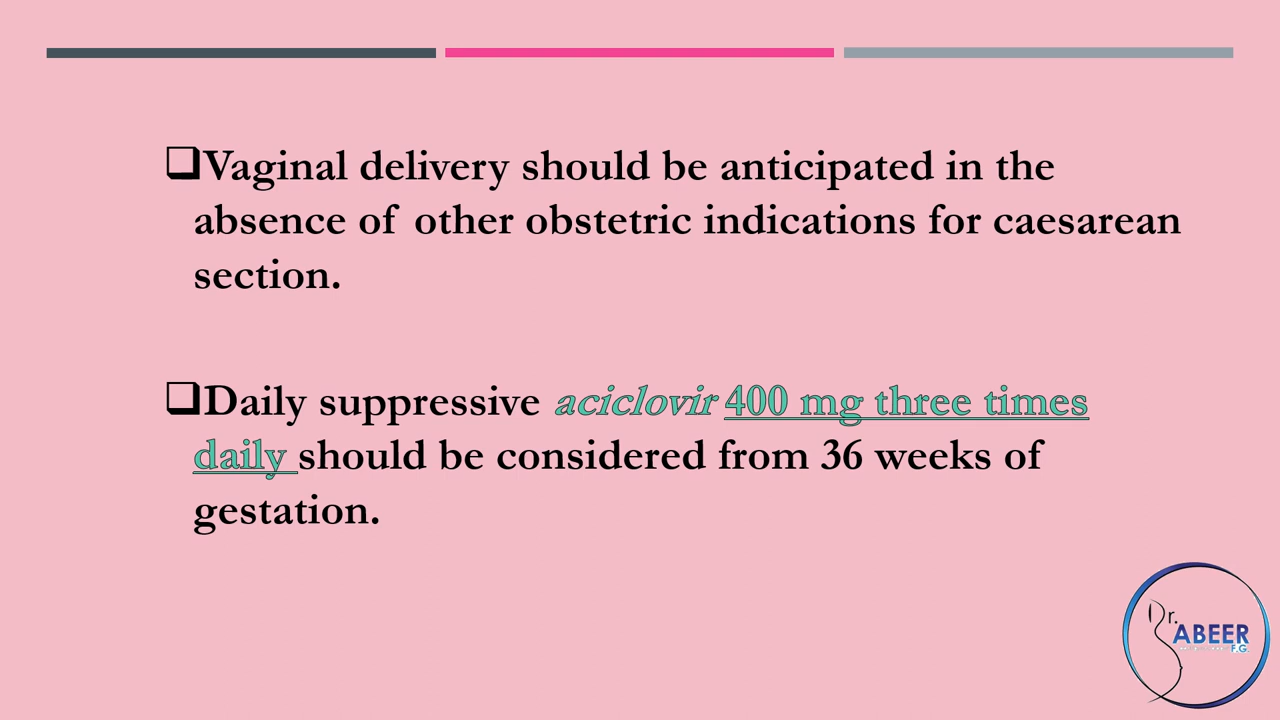 ❑Vaginal delivery should be anticipated in the
absence of other obstetric indications for caesarean
section.
❑Daily suppressive aciclovir 400 mg three times
daily should be considered from 36 weeks of
gestation.
Dr.
ABEER
F.G.